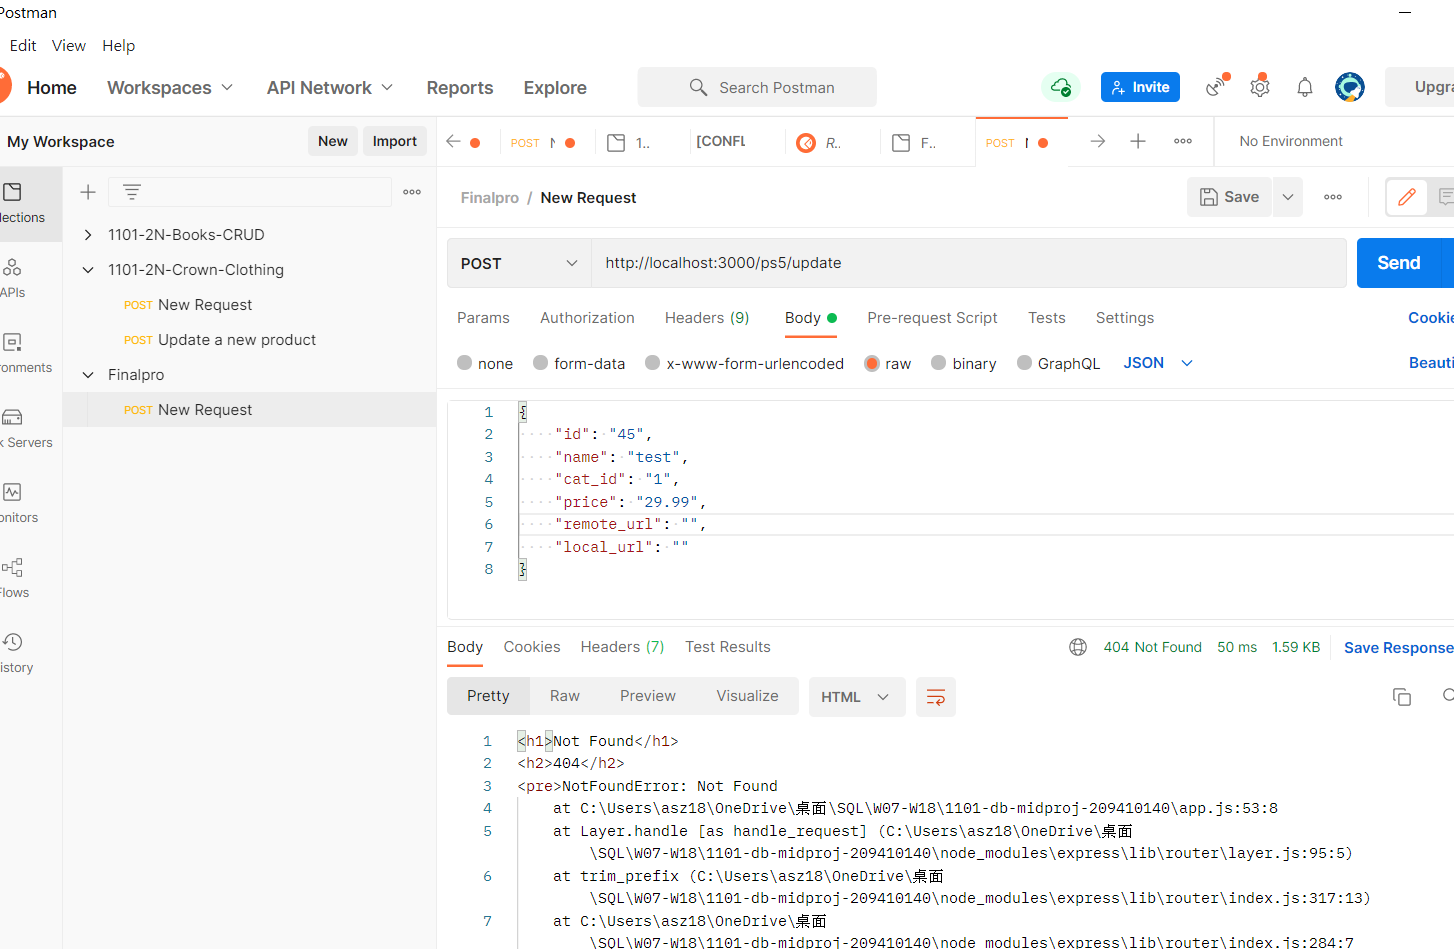 Postman
Edit View Help
Home Workspaces API Network Reports Explore Search Postman Invite Upgra
My Workspace New Import POST N 1.. [CONFL R.. F.. POST No Environment
lections
APIs
ronments
k Servers
onitors
Flows
istory
1101-2N-Books-CRUD
1101-2N-Crown-Clothing
POST New Request
POST Update a new product
Finalpro
POST New Request
Finalpro / New Request Save
POST http://localhost:3000/ps5/update Send
Params Authorization Headers (9) Body Pre-request Script Tests Settings Cookie
none form-data x-www-form-urlencoded raw binary GraphQL JSON Beauti
1 {
2 "id": "45",
3 "name": "test",
4 "cat_id": "1",
5 "price": "29.99",
6 "remote_url": "",
7 "local_url": ""
8 }
Body Cookies Headers (7) Test Results 404 Not Found 50 ms 1.59 KB Save Response
Pretty Raw Preview Visualize HTML
1 <h1>Not Found</h1>
2 <h2>404</h2>
3 <pre>NotFoundError: Not Found
4 at C:\Users\asz18\OneDrive\桌面\SQL\W07-W18\1101-db-midproj-209410140\app.js:53:8
5 at Layer.handle [as handle_request] (C:\Users\asz18\OneDrive\桌面
\SQL\W07-W18\1101-db-midproj-209410140\node_modules\express\lib\router\layer.js:95:5)
6 at trim_prefix (C:\Users\asz18\OneDrive\桌面
\SQL\W07-W18\1101-db-midproj-209410140\node_modules\express\lib\router\index.js:317:13)
7 at C:\Users\asz18\OneDrive\桌面
\SQL\W07-W18\1101-db-midproj-209410140\node_modules\express\lib\router\index.js:284:7